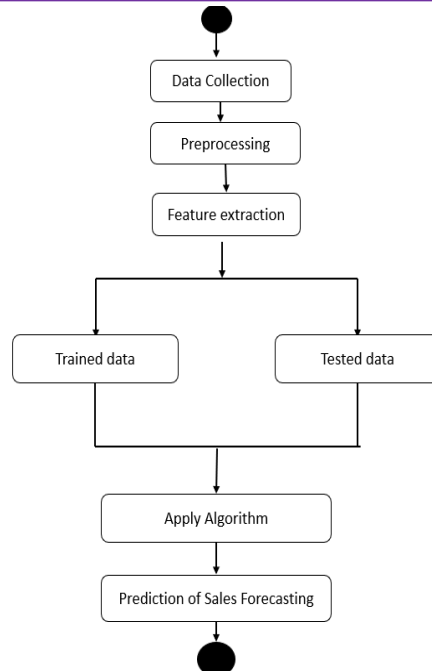 Data Collection
Preprocessing
Feature extraction
Trained data
Tested data
Apply Algorithm
Prediction of Sales Forecasting